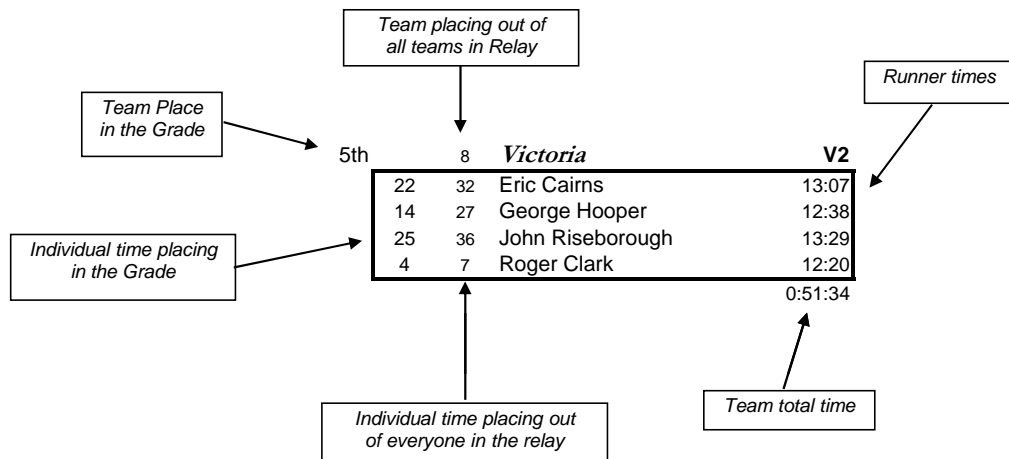 Team placing out of
all teams in Relay
Runner times
Team Place
in the Grade
5th 8 Victoria V2
22 32 Eric Cairns 13:07
14 27 George Hooper 12:38
25 36 John Riseborough 13:29
4 7 Roger Clark 12:20
0:51:34
Individual time placing
in the Grade
Team total time
Individual time placing out
of everyone in the relay